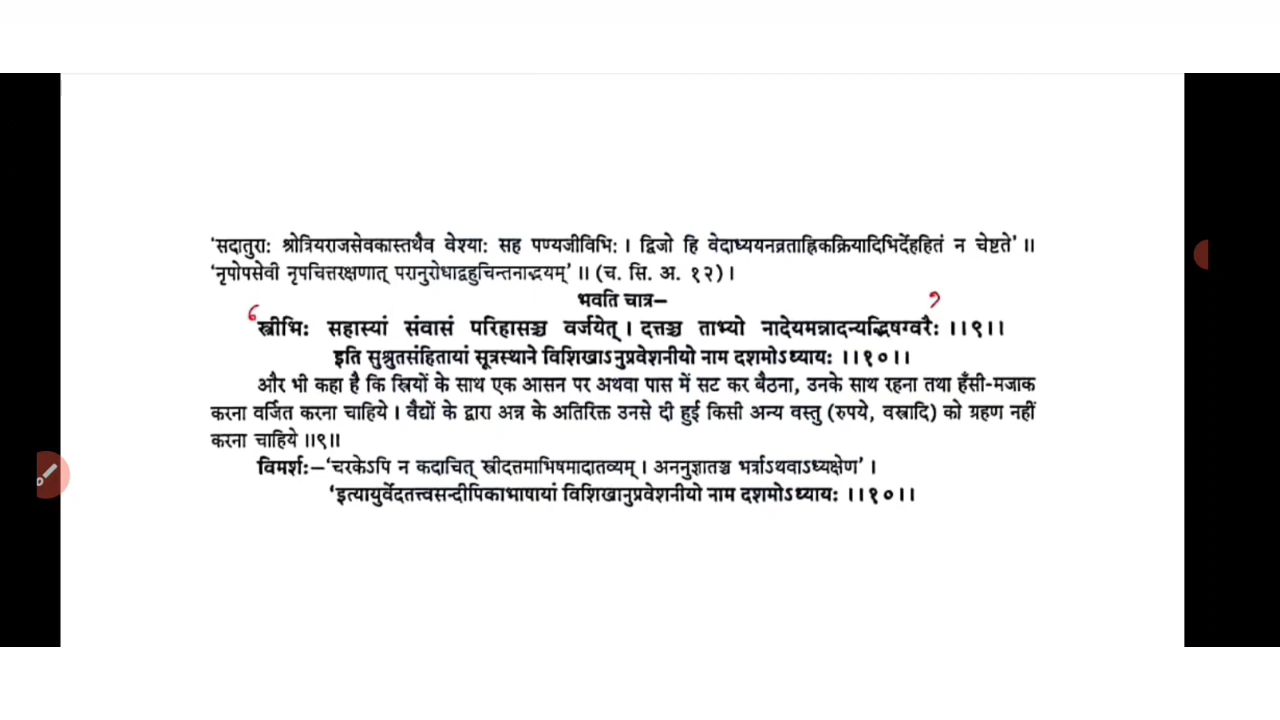 'सदातुराः श्रोत्रियराजसेवकास्तथैव वेश्याः सह पण्यजीविभिः । द्विजो हि वेदाध्ययनव्रताह्निकक्रियादिभिर्देहहितं न चेष्टते' ।।
'नृपोपसेवी नृपचित्तरक्षणात् परानुरोधाद्वहुचिन्तनाद्भयम्' ।। (च. सि. अ. १२) ।
भवति चात्र—
स्त्रीभिः सहास्यां संवासं परिहासञ्च वर्जयेत् । दत्तञ्च ताभ्यो नादेयमन्नादन्यद्भिषग्वरैः ।।९।।
इति सुश्रुतसंहितायां सूत्रस्थाने विशिखाऽनुप्रवेशनीयो नाम दशमोऽध्यायः ।।१०।।
और भी कहा है कि स्त्रियों के साथ एक आसन पर अथवा पास में सट कर बैठना, उनके साथ रहना तथा हँसी-मजाक
करना वर्जित करना चाहिये । वैद्यों के द्वारा अन्न के अतिरिक्त उनसे दी हुई किसी अन्य वस्तु (रुपये, वस्त्रादि) को ग्रहण नहीं
करना चाहिये ।।९।।
विमर्शः—'चरकेऽपि न कदाचित् स्त्रीदत्तमाभिषमादातव्यम् । अननुज्ञातञ्च भर्त्राऽथवाऽध्यक्षेण' ।
'इत्यायुर्वेदतत्त्वसन्दीपिकाभाषायां विशिखानुप्रवेशनीयो नाम दशमोऽध्यायः ।।१०।।